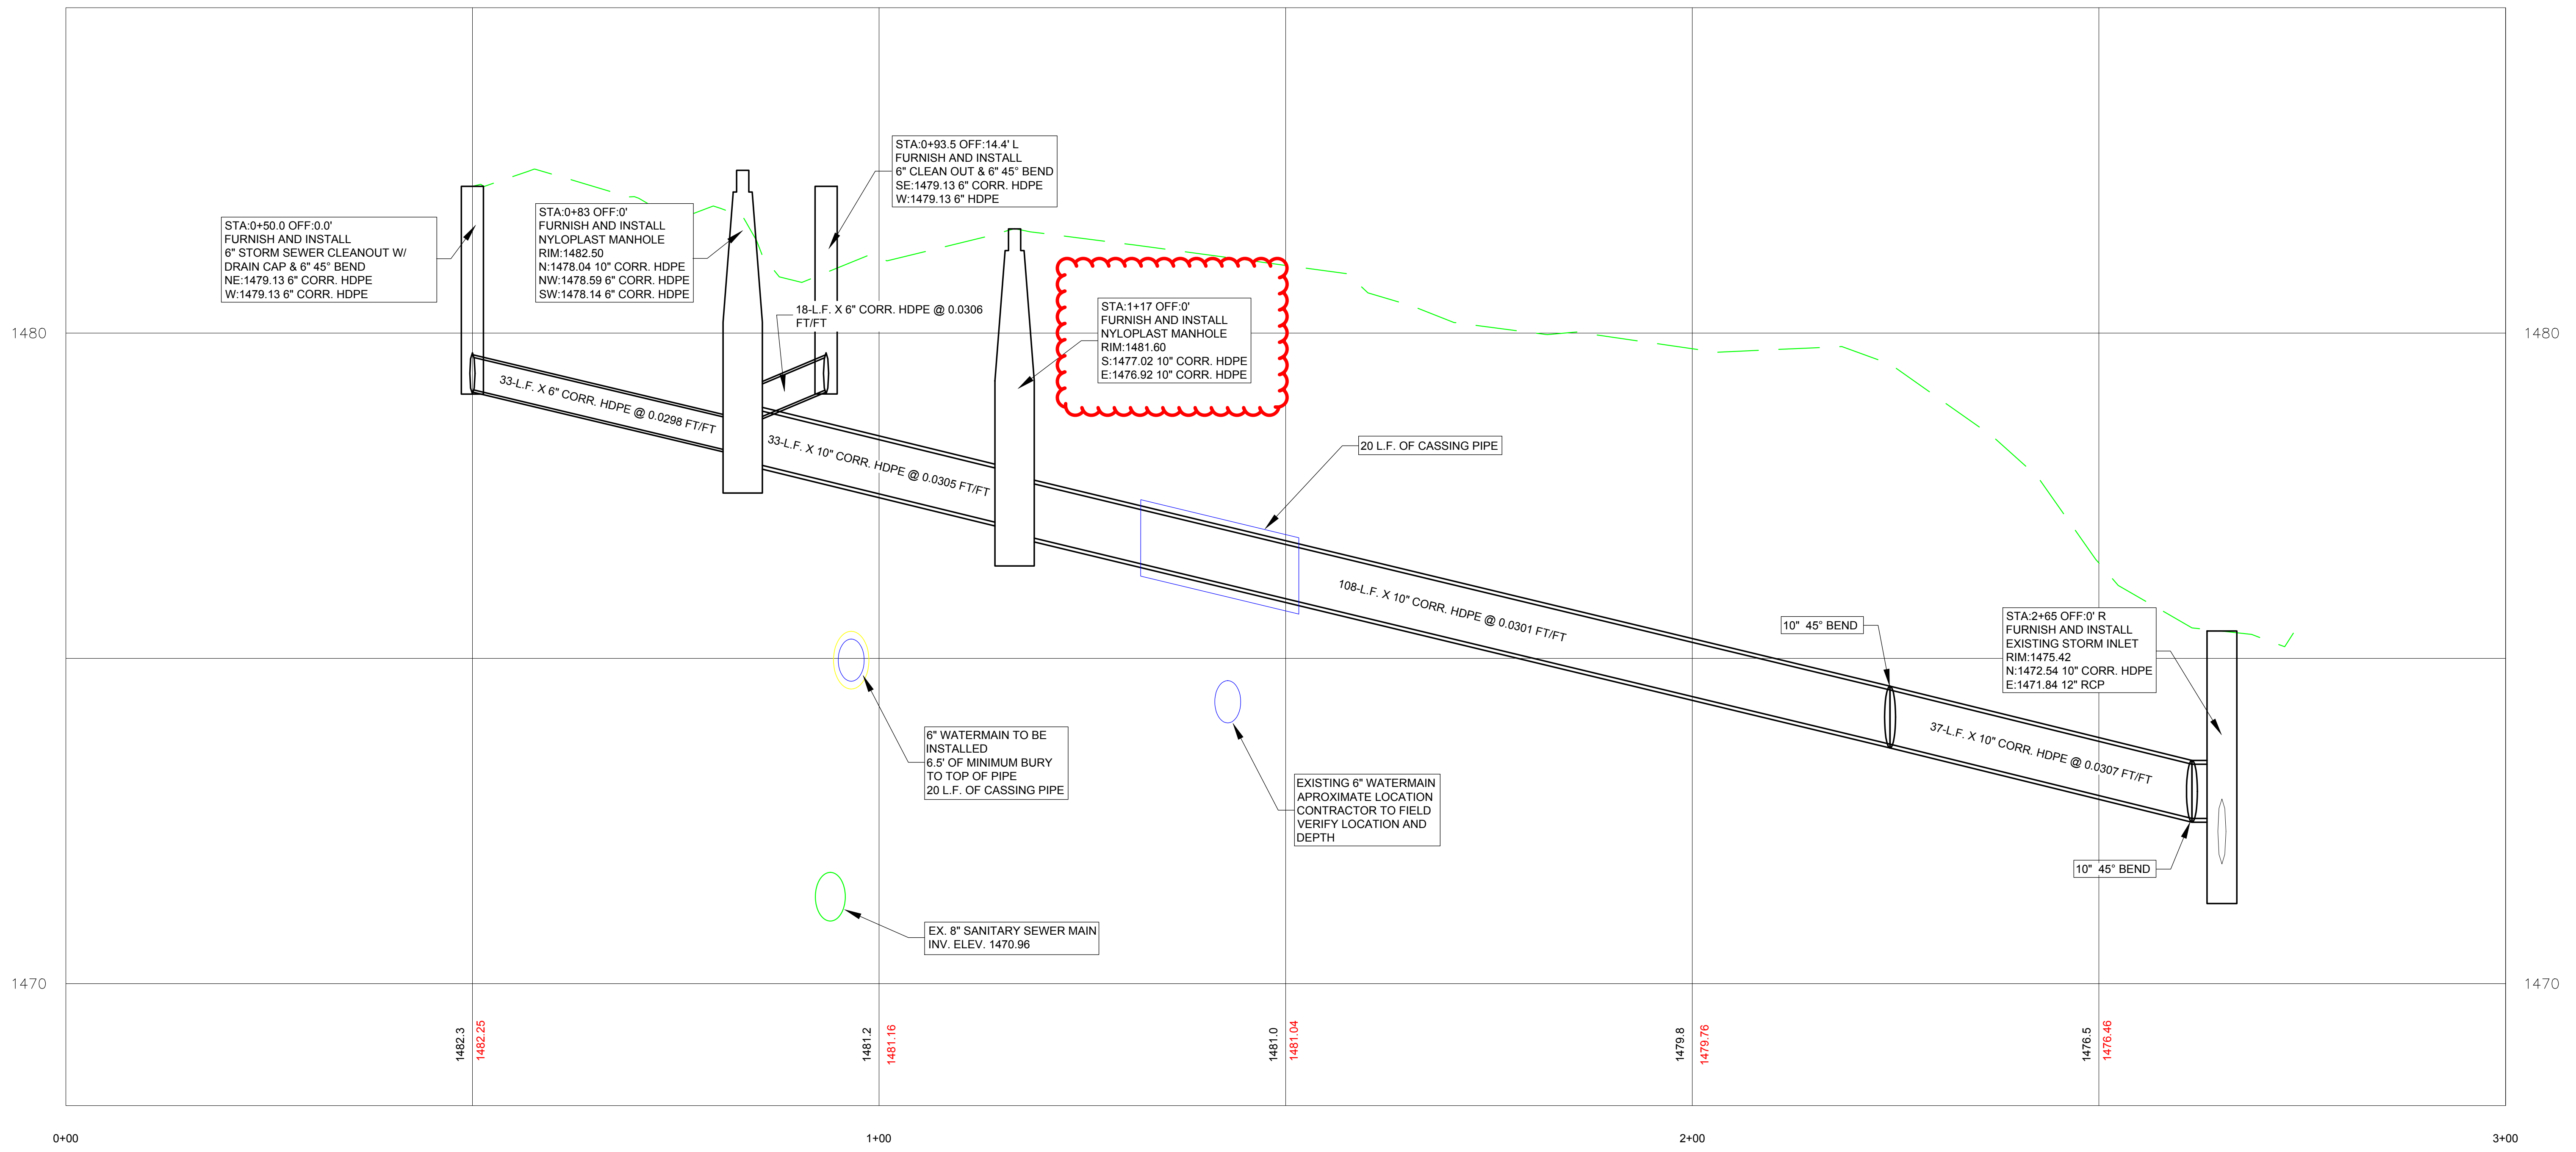 STA:0+93.5 OFF:14.4' L
FURNISH AND INSTALL
6" CLEAN OUT & 6" 45° BEND
SE:1479.13 6" CORR. HDPE
W:1479.13 6" HDPE
STA:0+50.0 OFF:0.0'
FURNISH AND INSTALL
6" STORM SEWER CLEANOUT W/
DRAIN CAP & 6" 45° BEND
NE:1479.13 6" CORR. HDPE
W:1479.13 6" CORR. HDPE
STA:0+83 OFF:0'
FURNISH AND INSTALL
NYLOPLAST MANHOLE
RIM:1482.50
N:1478.04 10" CORR. HDPE
NW:1478.59 6" CORR. HDPE
SW:1478.14 6" CORR. HDPE
18-L.F. X 6" CORR. HDPE @ 0.0306
FT/FT
STA:1+17 OFF:0'
FURNISH AND INSTALL
NYLOPLAST MANHOLE
RIM:1481.60
S:1477.02 10" CORR. HDPE
E:1476.92 10" CORR. HDPE
1480
1480
33-L.F. X 6" CORR. HDPE @ 0.0298 FT/FT
33-L.F. X 10" CORR. HDPE @ 0.0305 FT/FT
20 L.F. OF CASSING PIPE
108-L.F. X 10" CORR. HDPE @ 0.0301 FT/FT
10" 45° BEND
STA:2+65 OFF:0' R
FURNISH AND INSTALL
EXISTING STORM INLET
RIM:1475.42
N:1472.54 10" CORR. HDPE
E:1471.84 12" RCP
37-L.F. X 10" CORR. HDPE @ 0.0307 FT/FT
6" WATERMAIN TO BE
INSTALLED
6.5' OF MINIMUM BURY
TO TOP OF PIPE
20 L.F. OF CASSING PIPE
EXISTING 6" WATERMAIN
APROXIMATE LOCATION
CONTRACTOR TO FIELD
VERIFY LOCATION AND
DEPTH
10" 45° BEND
EX. 8" SANITARY SEWER MAIN
INV. ELEV. 1470.96
1470
1470
1482.3
1482.25
1481.2
1481.16
1481.0
1481.04
1479.8
1479.76
1476.5
1476.46
0+00
1+00
2+00
3+00